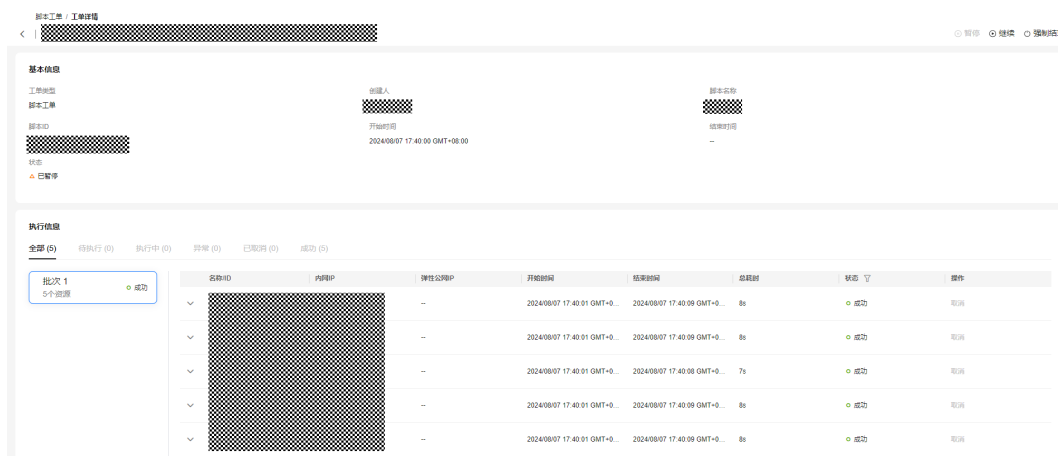 脚本工单 / 工单详情
暂停 继续 强制结
基本信息
工单类型 创建人 脚本名称
脚本工单
脚本ID 开始时间 结束时间
2024/08/07 17:40:00 GMT+08:00 --
状态
已暂停
执行信息
全部 (5) 待执行 (0) 执行中 (0) 异常 (0) 已取消 (0) 成功 (5)
批次 1
5个资源
成功
名称/ID 内网IP 弹性公网IP 开始时间 结束时间 总耗时 状态 操作
-- 2024/08/07 17:40:01 GMT+0... 2024/08/07 17:40:09 GMT+0... 8s 成功 取消
-- 2024/08/07 17:40:01 GMT+0... 2024/08/07 17:40:09 GMT+0... 8s 成功 取消
-- 2024/08/07 17:40:01 GMT+0... 2024/08/07 17:40:08 GMT+0... 7s 成功 取消
-- 2024/08/07 17:40:01 GMT+0... 2024/08/07 17:40:09 GMT+0... 8s 成功 取消
-- 2024/08/07 17:40:01 GMT+0... 2024/08/07 17:40:09 GMT+0... 8s 成功 取消